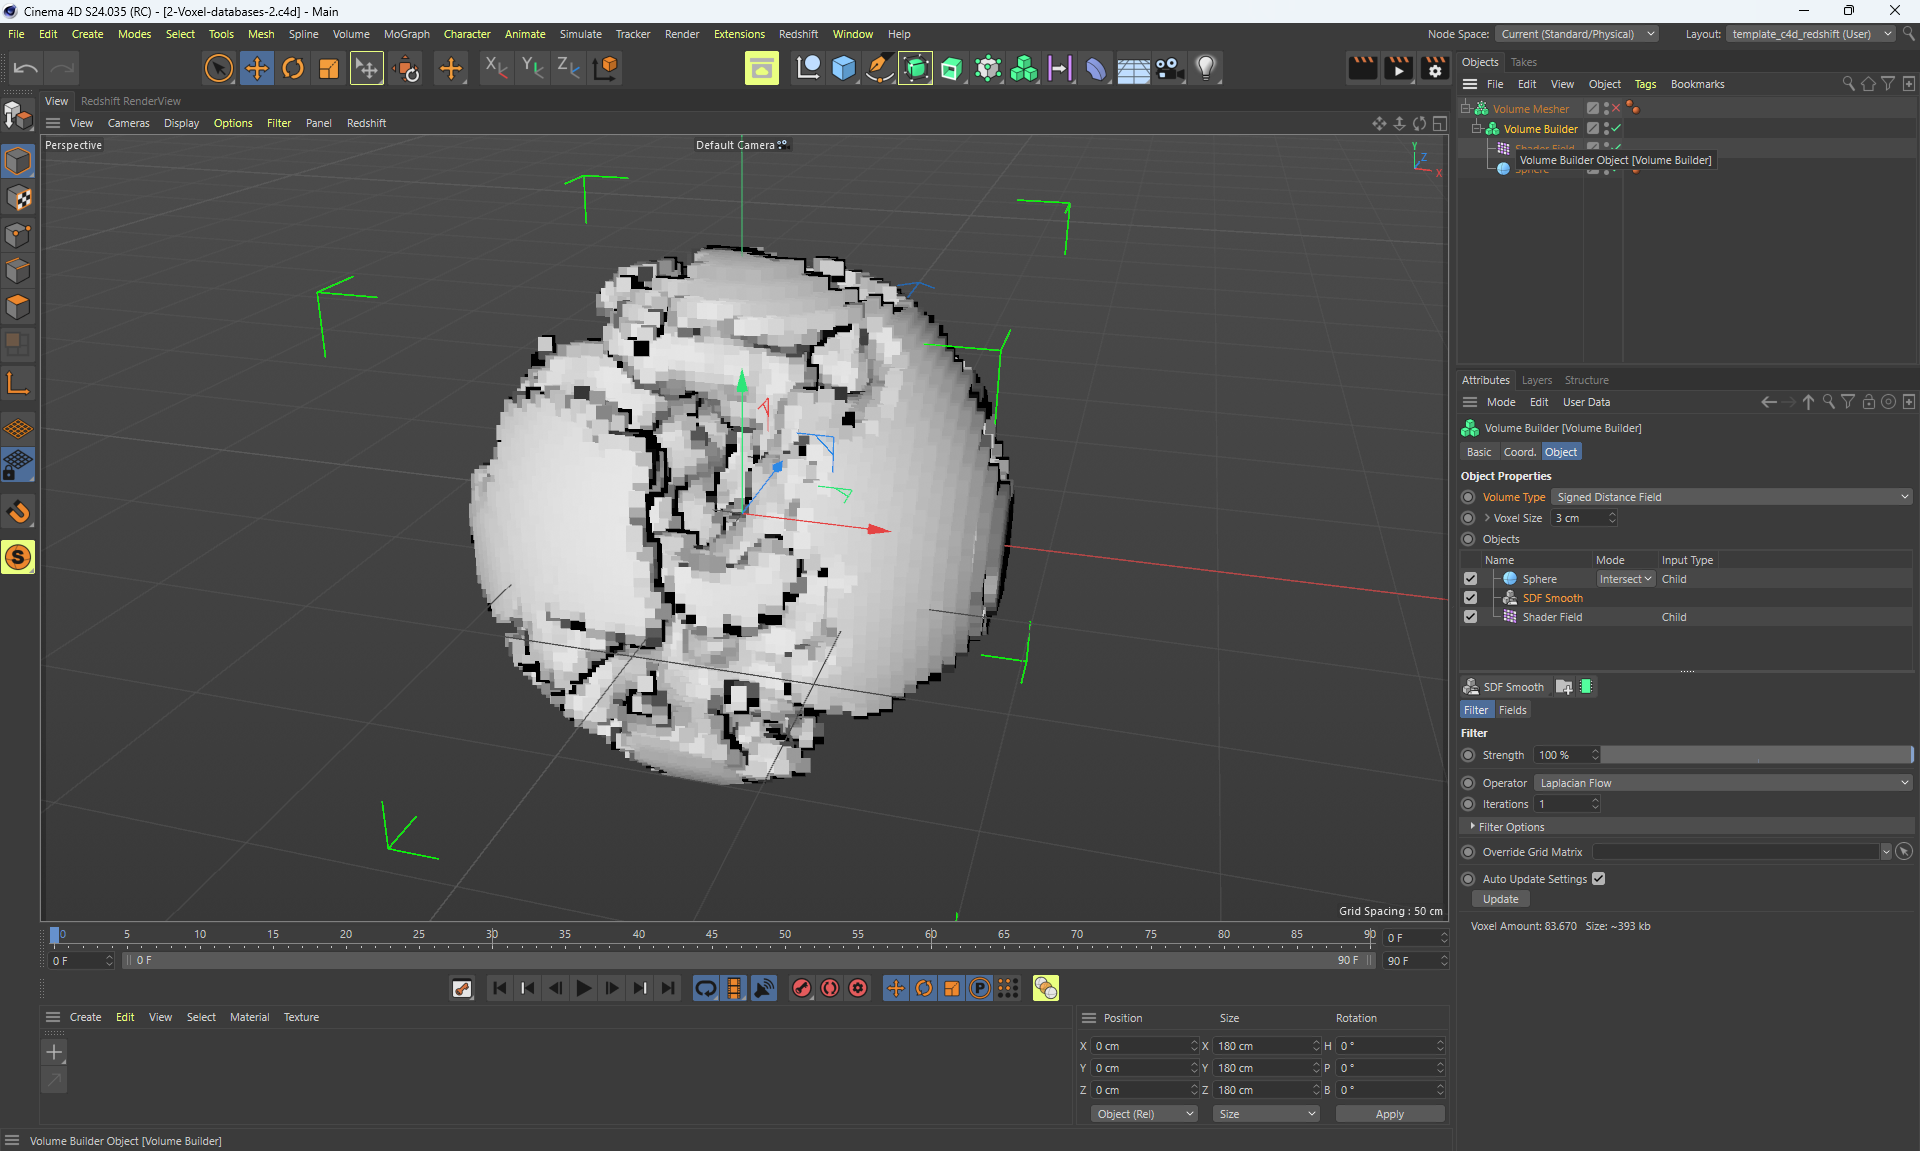 Cinema 4D S24.035 (RC) - [2-Voxel-databases-2.c4d] - Main
File Edit Create Modes Select Tools Mesh Spline Volume MoGraph Character Animate Simulate Tracker Render Extensions Redshift Window Help
Node Space: Current (Standard/Physical) Layout: template_c4d_redshift (User)
X Y Z
Objects Takes
File Edit View Object Tags Bookmarks
View Redshift RenderView
View Cameras Display Options Filter Panel Redshift
Perspective
Default Camera
Y
Z
X
Volume Mesher
Volume Builder
Shader Field
Volume Builder Object [Volume Builder]
Sphere
Attributes Layers Structure
Mode Edit User Data
Volume Builder [Volume Builder]
Basic Coord. Object
Object Properties
Volume Type Signed Distance Field
Voxel Size 3 cm
Objects
Name Mode Input Type
Sphere Intersect Child
SDF Smooth
Shader Field Child
SDF Smooth
Filter Fields
Filter
Strength 100 %
Operator Laplacian Flow
Iterations 1
Filter Options
Override Grid Matrix
Auto Update Settings
Update
Voxel Amount: 83.670 Size: ~393 kb
S
Grid Spacing : 50 cm
0 5 10 15 20 25 30 35 40 45 50 55 60 65 70 75 80 85 90 0 F
0 F 0 F 90 F 90 F
P
Create Edit View Select Material Texture
Position Size Rotation
X 0 cm X 180 cm H 0 °
Y 0 cm Y 180 cm P 0 °
Z 0 cm Z 180 cm B 0 °
Object (Rel) Size Apply
Volume Builder Object [Volume Builder]